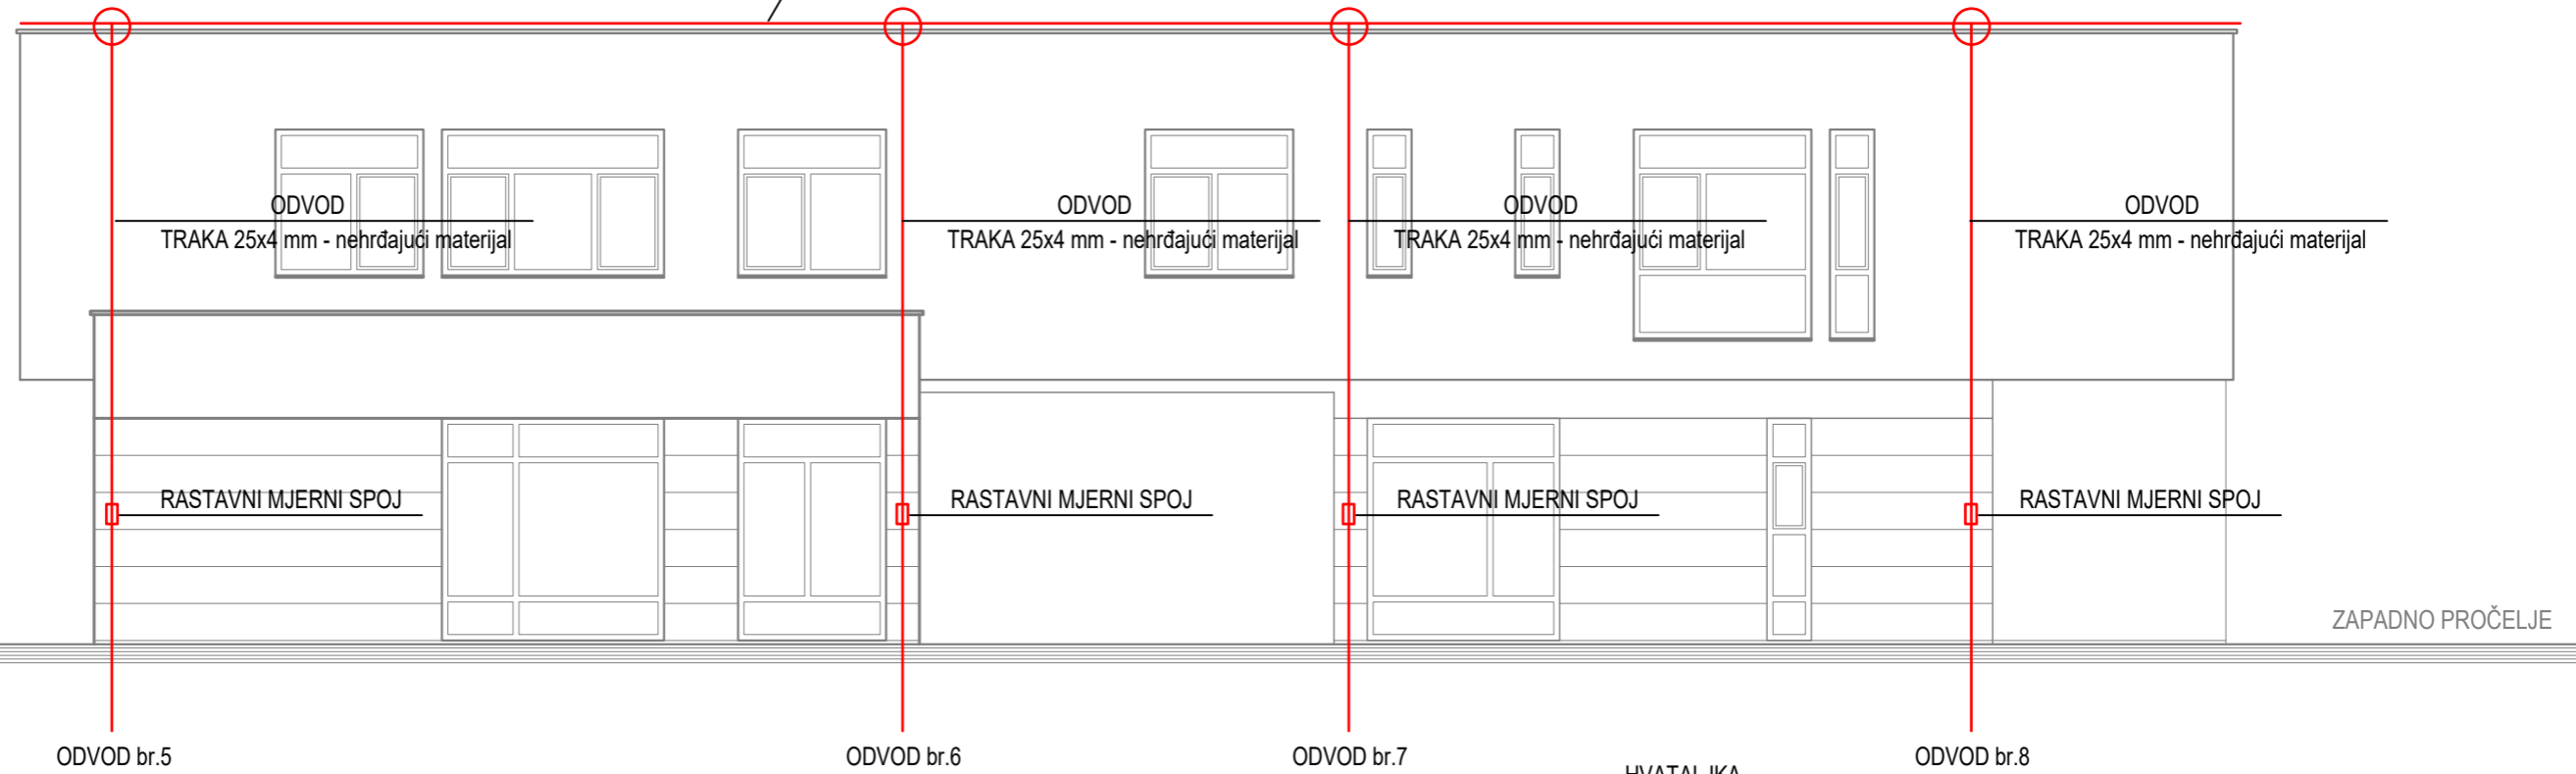 ODVOD
TRAKA 25x4 mm - nehrđajući materijal
ODVOD
TRAKA 25x4 mm - nehrđajući materijal
ODVOD
TRAKA 25x4 mm - nehrđajući materijal
ODVOD
TRAKA 25x4 mm - nehrđajući materijal
RASTAVNI MJERNI SPOJ
RASTAVNI MJERNI SPOJ
RASTAVNI MJERNI SPOJ
RASTAVNI MJERNI SPOJ
ZAPADNO PROČELJE
ODVOD br.5
ODVOD br.6
ODVOD br.7
ODVOD br.8
HVATALJKA